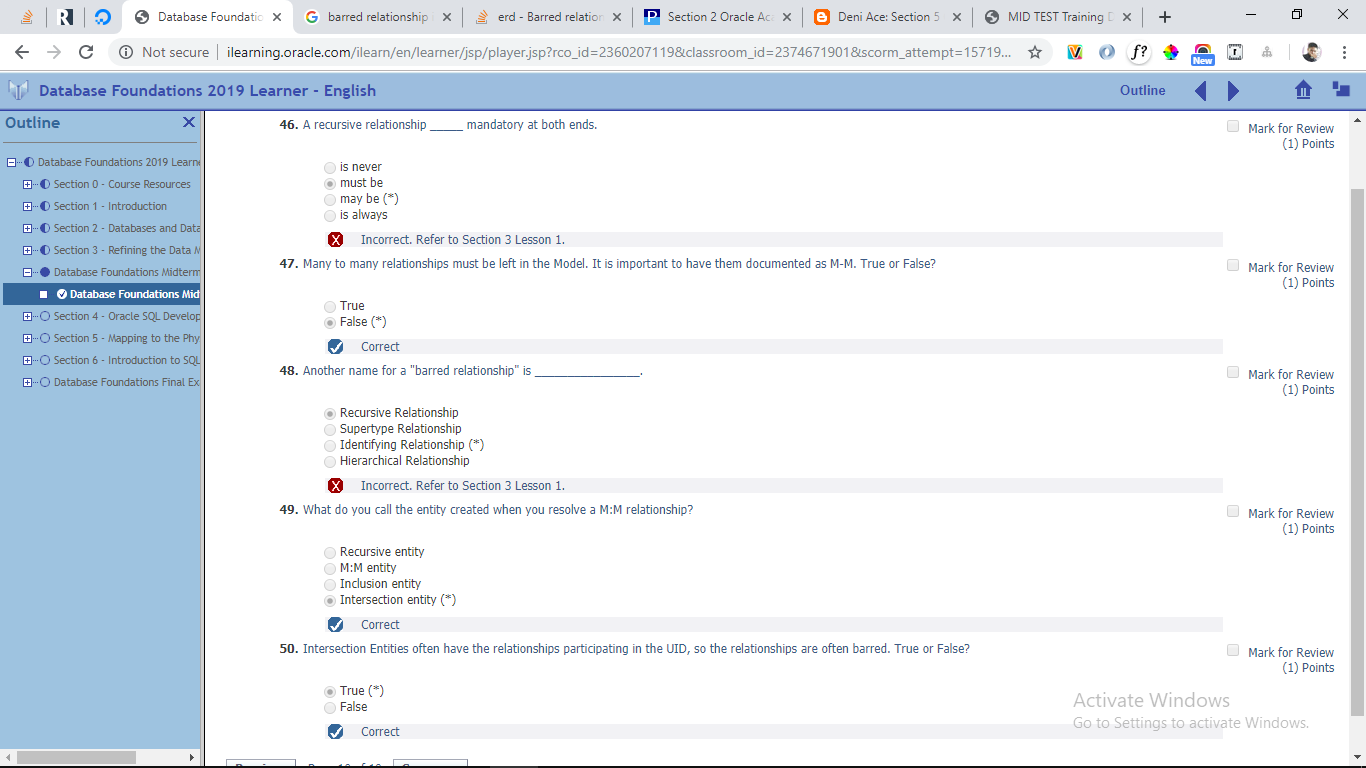 Database Foundatio
barred relationship
erd - Barred relation
Section 2 Oracle Aca
Deni Ace: Section 5
MID TEST Training D
Not secure
ilearning.oracle.com/ilearn/en/learner/jsp/player.jsp?rco_id=2360207119&classroom_id=2374671901&scorm_attempt=15719...
New
Database Foundations 2019 Learner - English
Outline
Outline
Database Foundations 2019 Learne
Section 0 - Course Resources
Section 1 - Introduction
Section 2 - Databases and Data
Section 3 - Refining the Data M
Database Foundations Midterm
Database Foundations Mid
Section 4 - Oracle SQL Develop
Section 5 - Mapping to the Phy
Section 6 - Introduction to SQL
Database Foundations Final Ex
46. A recursive relationship _____ mandatory at both ends.
Mark for Review
(1) Points
is never
must be
may be (*)
is always
Incorrect. Refer to Section 3 Lesson 1.
47. Many to many relationships must be left in the Model. It is important to have them documented as M-M. True or False?
Mark for Review
(1) Points
True
False (*)
Correct
48. Another name for a "barred relationship" is ________________.
Mark for Review
(1) Points
Recursive Relationship
Supertype Relationship
Identifying Relationship (*)
Hierarchical Relationship
Incorrect. Refer to Section 3 Lesson 1.
49. What do you call the entity created when you resolve a M:M relationship?
Mark for Review
(1) Points
Recursive entity
M:M entity
Inclusion entity
Intersection entity (*)
Correct
50. Intersection Entities often have the relationships participating in the UID, so the relationships are often barred. True or False?
Mark for Review
(1) Points
True (*)
False
Correct
Activate Windows
Go to Settings to activate Windows.